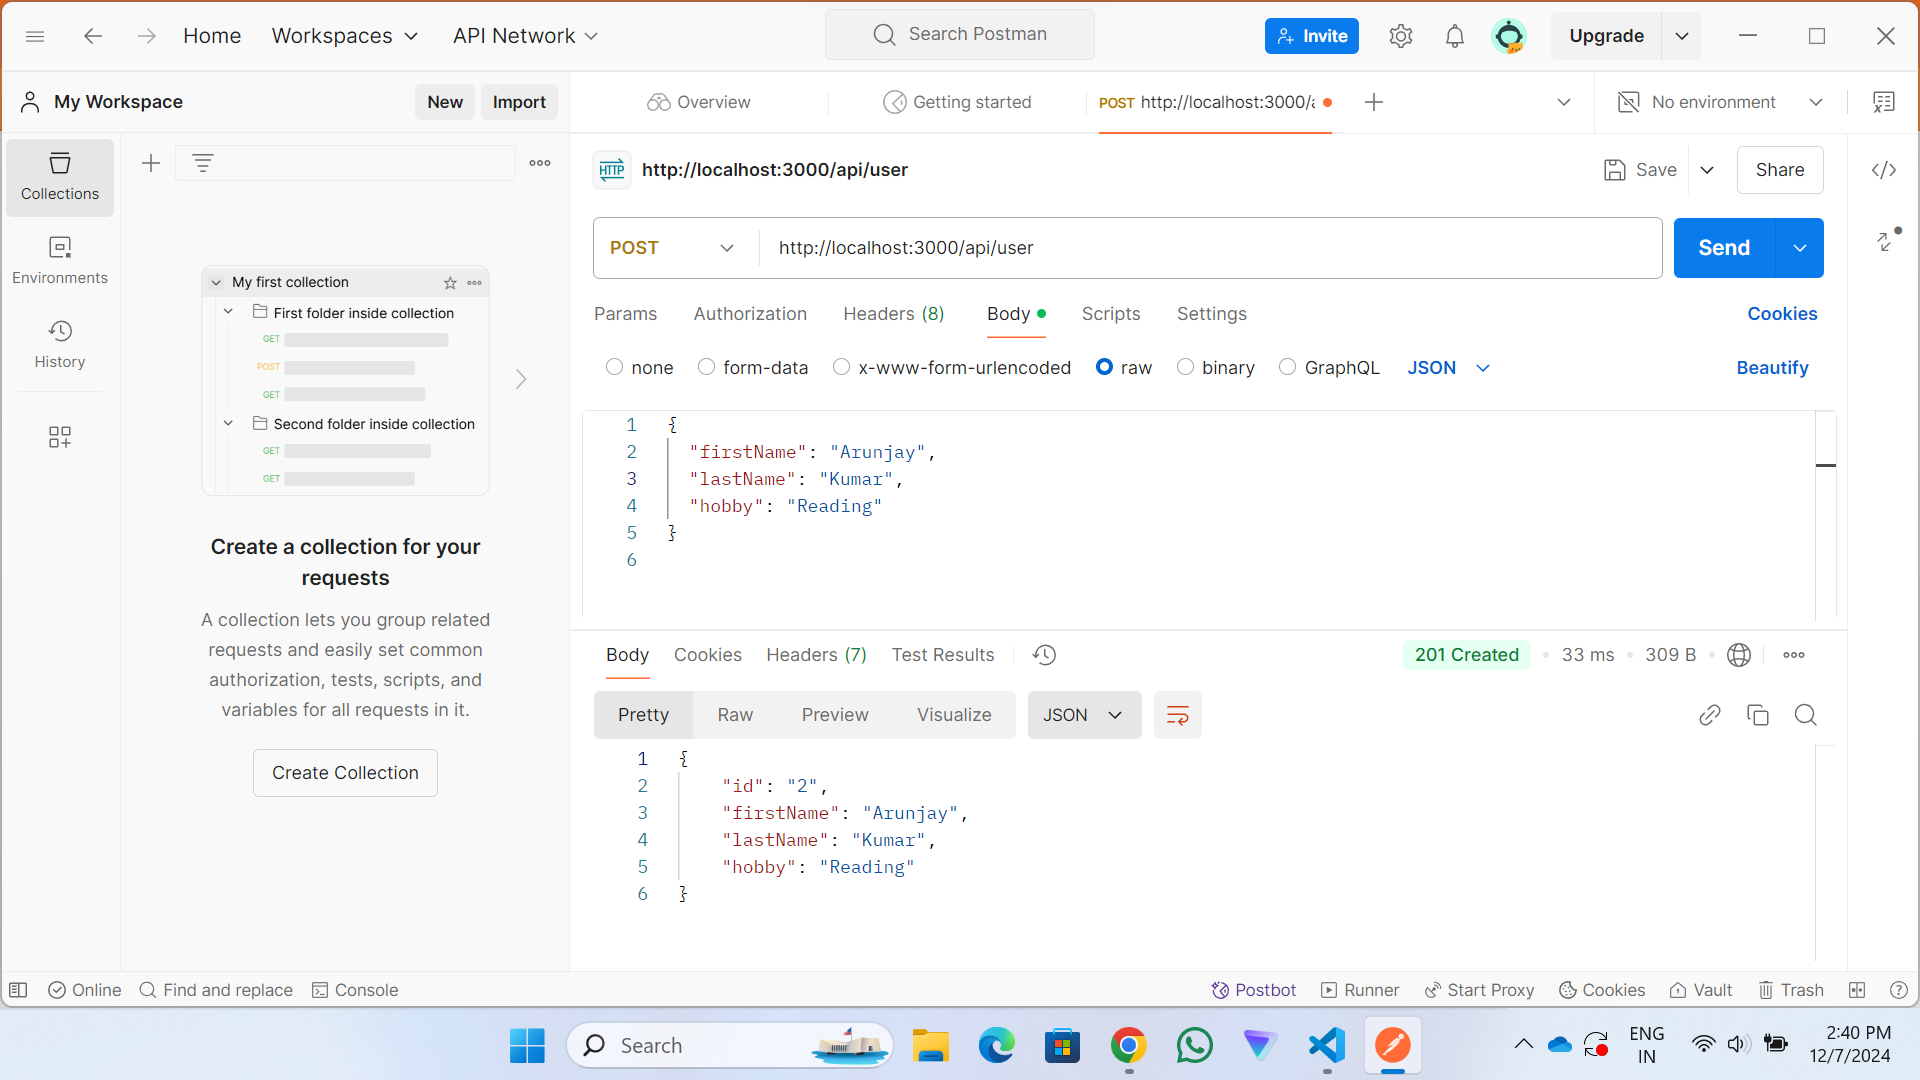 Home Workspaces API Network Search Postman Invite Upgrade
My Workspace New Import Overview Getting started POST http://localhost:3000/a No environment
Collections
Environments
History
My first collection
First folder inside collection
GET
POST
GET
Second folder inside collection
GET
GET
Create a collection for your
requests
A collection lets you group related
requests and easily set common
authorization, tests, scripts, and
variables for all requests in it.
Create Collection
HTTP http://localhost:3000/api/user Save Share
POST http://localhost:3000/api/user Send
Params Authorization Headers (8) Body Scripts Settings Cookies
none form-data x-www-form-urlencoded raw binary GraphQL JSON Beautify
1 {
2 "firstName": "Arunjay",
3 "lastName": "Kumar",
4 "hobby": "Reading"
5 }
6
Body Cookies Headers (7) Test Results 201 Created 33 ms 309 B
Pretty Raw Preview Visualize JSON
1 {
2 "id": "2",
3 "firstName": "Arunjay",
4 "lastName": "Kumar",
5 "hobby": "Reading"
6 }
Online Find and replace Console Postbot Runner Start Proxy Cookies Vault Trash
Search ENG 2:40 PM
IN 12/7/2024